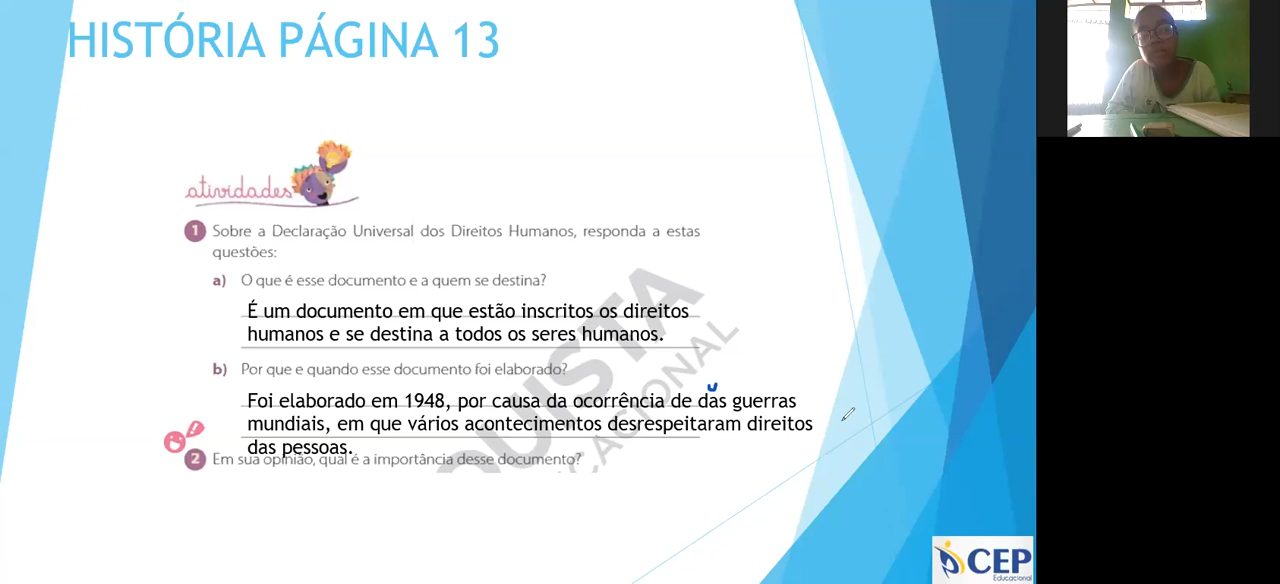 HISTÓRIA PÁGINA 13
atividades
1 Sobre a Declaração Universal dos Direitos Humanos, responda a estas
questões:
a) O que é esse documento e a quem se destina?
É um documento em que estão inscritos os direitos
humanos e se destina a todos os seres humanos.
b) Por que e quando esse documento foi elaborado?
Foi elaborado em 1948, por causa da ocorrência de das guerras
mundiais, em que vários acontecimentos desrespeitaram direitos
das pessoas.
2 Em sua opinião, qual é a importância desse documento?
CEP
Educacional